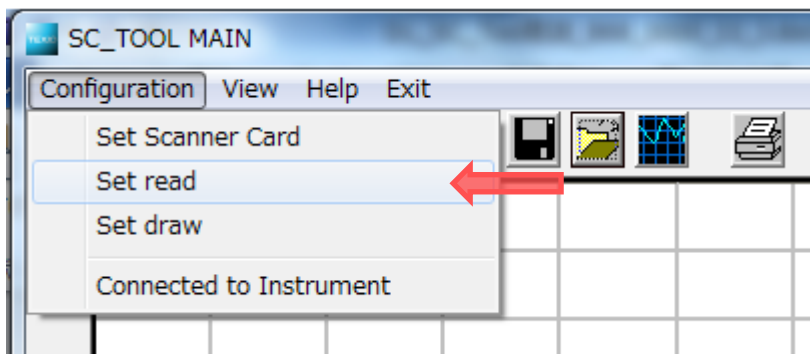 SC_TOOL MAIN
Configuration View Help Exit
Set Scanner Card
Set read
Set draw
Connected to Instrument